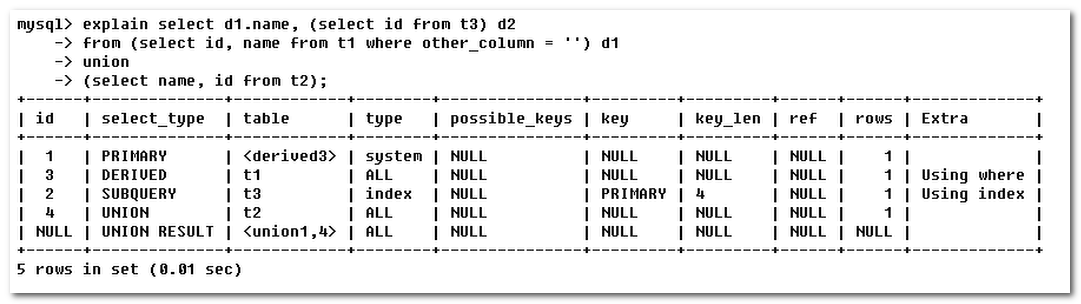 mysql> explain select d1.name, (select id from t3) d2
    -> from (select id, name from t1 where other_column = '') d1
    -> union
    -> (select name, id from t2);
+------+--------------+------------+--------+---------------+---------+---------+------+------+-------------+
| id   | select_type  | table      | type   | possible_keys | key     | key_len | ref  | rows | Extra       |
+------+--------------+------------+--------+---------------+---------+---------+------+------+-------------+
|  1   | PRIMARY      | <derived3> | system | NULL          | NULL    | NULL    | NULL |    1 |             |
|  3   | DERIVED      | t1         | ALL    | NULL          | NULL    | NULL    | NULL |    1 | Using where |
|  2   | SUBQUERY     | t3         | index  | NULL          | PRIMARY | 4       | NULL |    1 | Using index |
|  4   | UNION        | t2         | ALL    | NULL          | NULL    | NULL    | NULL |    1 |             |
| NULL | UNION RESULT | <union1,4> | ALL    | NULL          | NULL    | NULL    | NULL | NULL |             |
+------+--------------+------------+--------+---------------+---------+---------+------+------+-------------+
5 rows in set (0.01 sec)